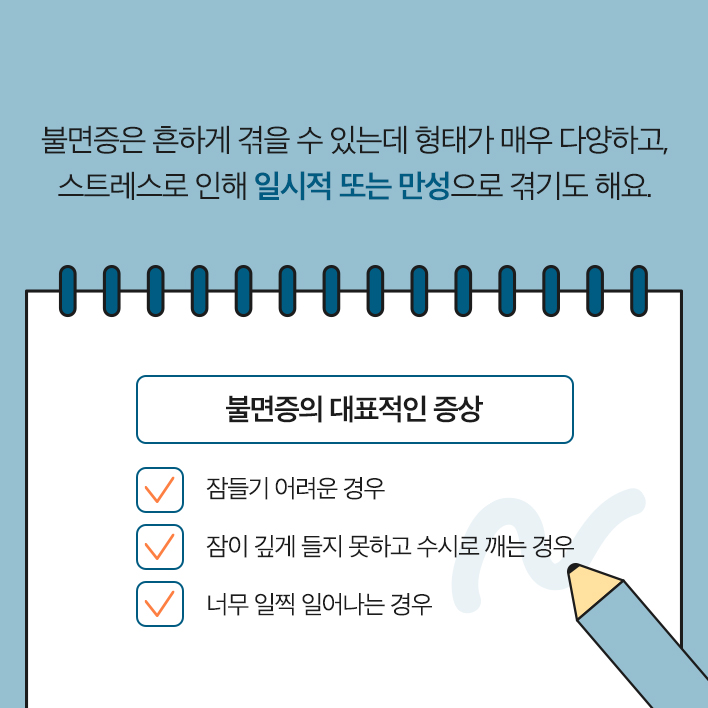 불면증은 흔하게 겪을 수 있는데 형태가 매우 다양하고,
스트레스로 인해 일시적 또는 만성으로 겪기도 해요.
불면증의 대표적인 증상
잠들기 어려운 경우
잠이 깊게 들지 못하고 수시로 깨는 경우
너무 일찍 일어나는 경우